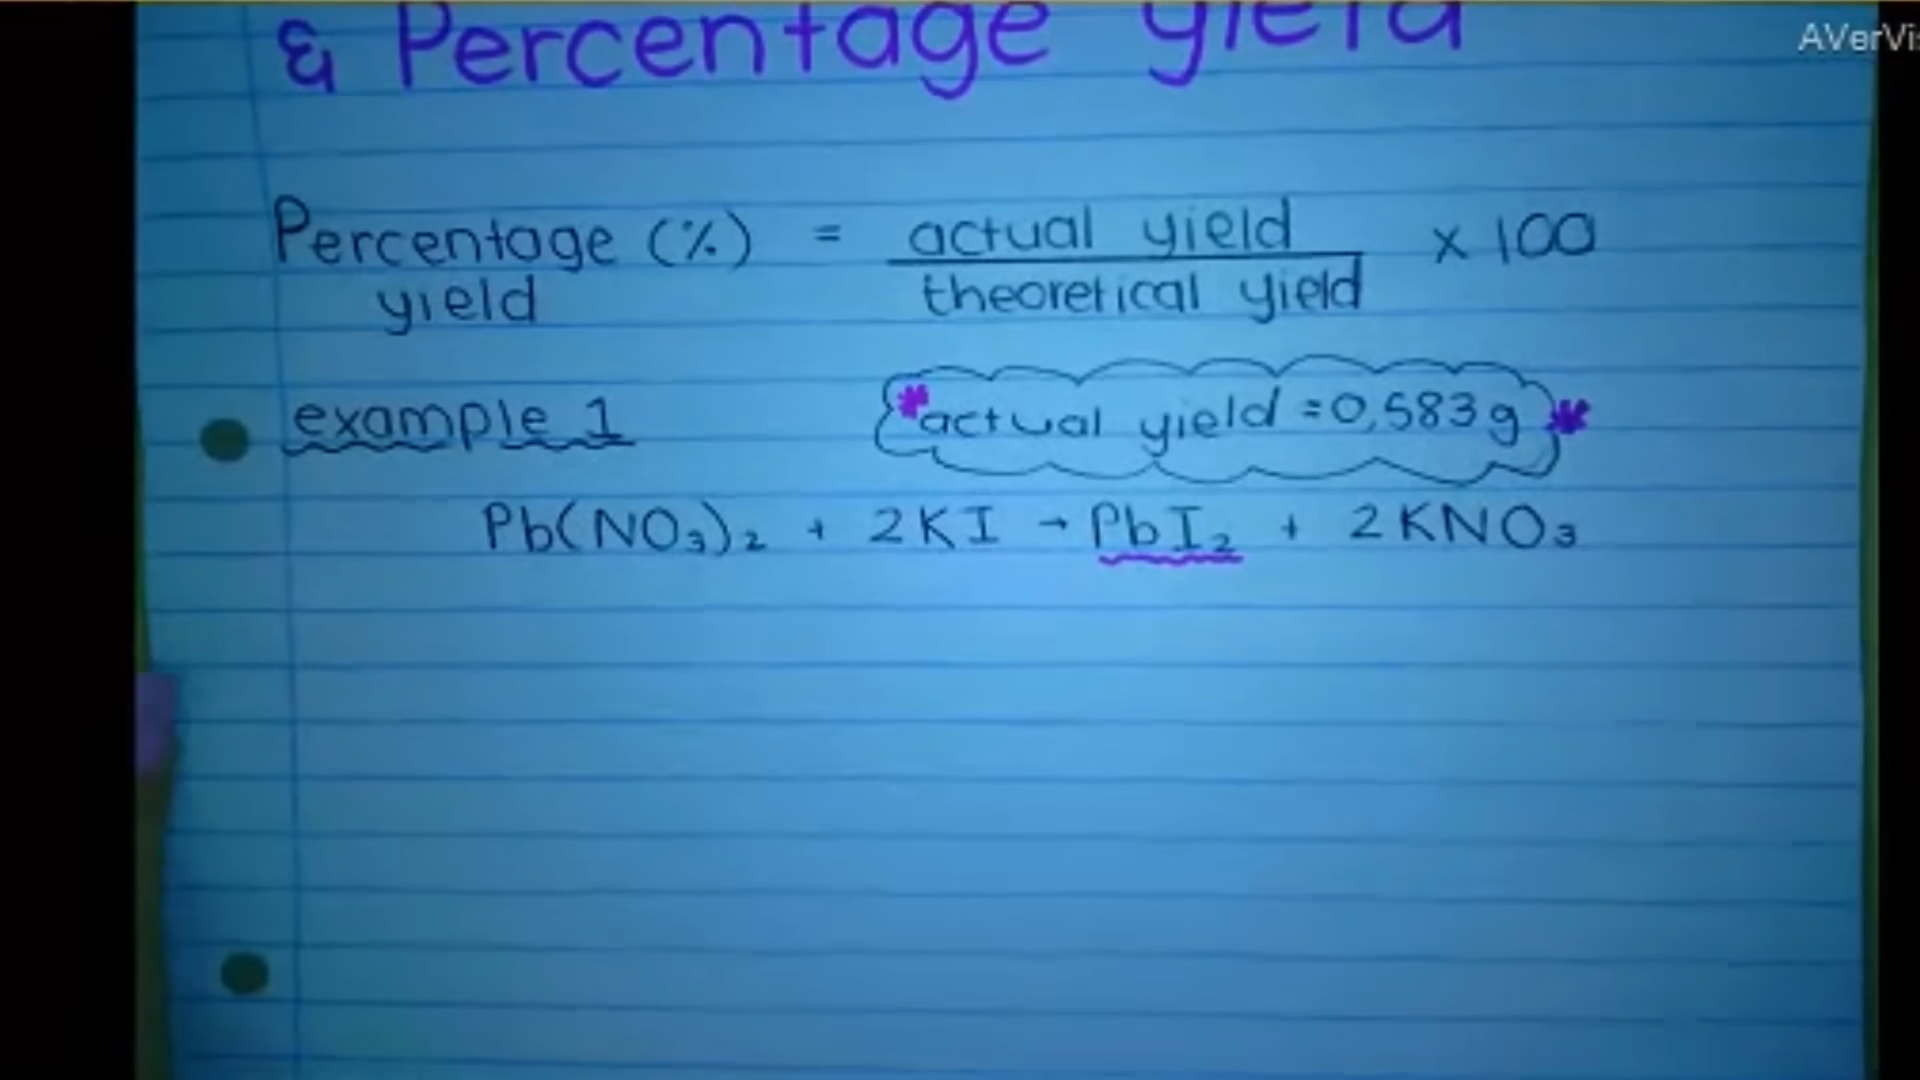 & Percentage yield
AVerVi
Percentage (%) = actual yield × 100
yield theoretical yield
example 1 *actual yield = 0,583g*
Pb(NO₃)₂ + 2KI → PbI₂ + 2KNO₃